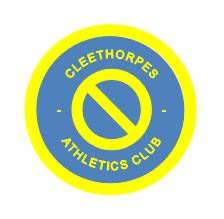 CLEETHORPES
- -
ATHLETICS CLUB